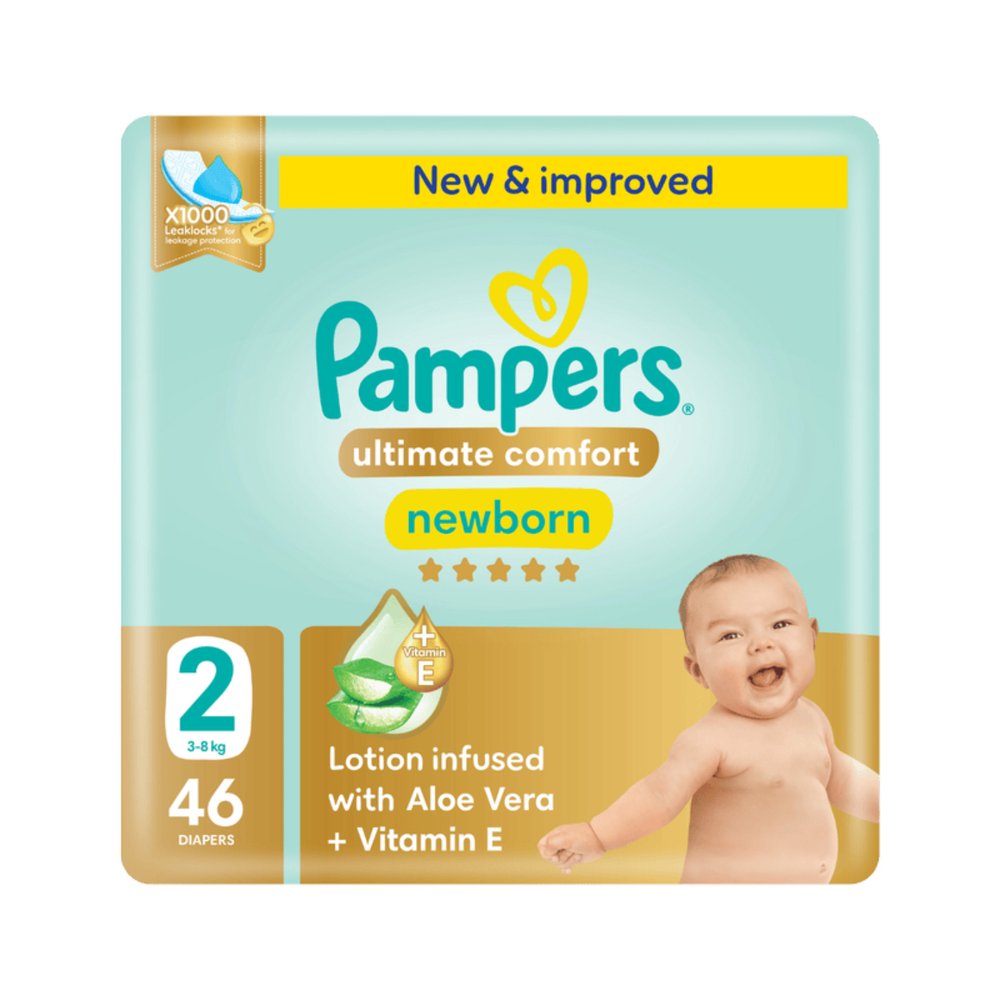 New & improved
X1000
Leaklocks* for
leakage protection
Pampers®
ultimate comfort
newborn
+
Vitamin
E
2
3-8 kg
46
DIAPERS
Lotion infused
with Aloe Vera
+ Vitamin E